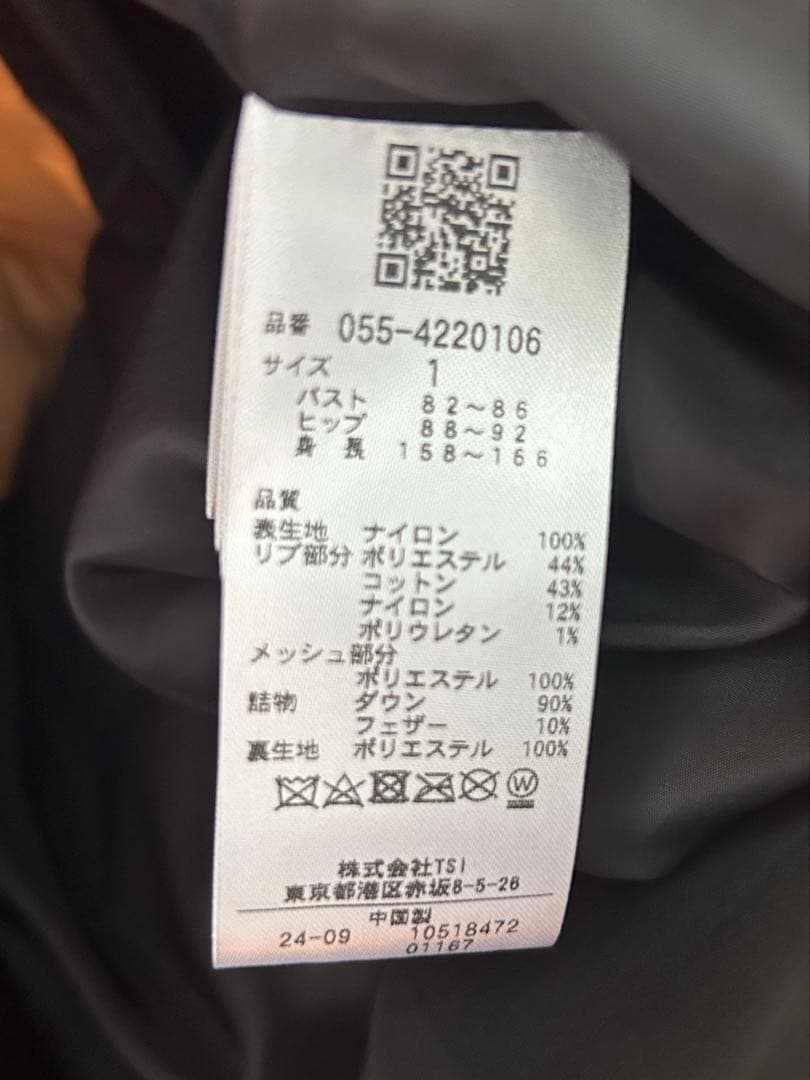 品番 055-4220106
サイズ 1
バスト 82〜86
ヒップ 88〜92
身長 158〜166
品質
表生地 ナイロン 100%
リブ部分 ポリエステル 44%
コットン 43%
ナイロン 12%
ポリウレタン 1%
メッシュ部分
ポリエステル 100%
詰物 ダウン 90%
フェザー 10%
裏生地 ポリエステル 100%
W
株式会社TSI
東京都港区赤坂8-5-26
中国製
24-09 10518472
01167